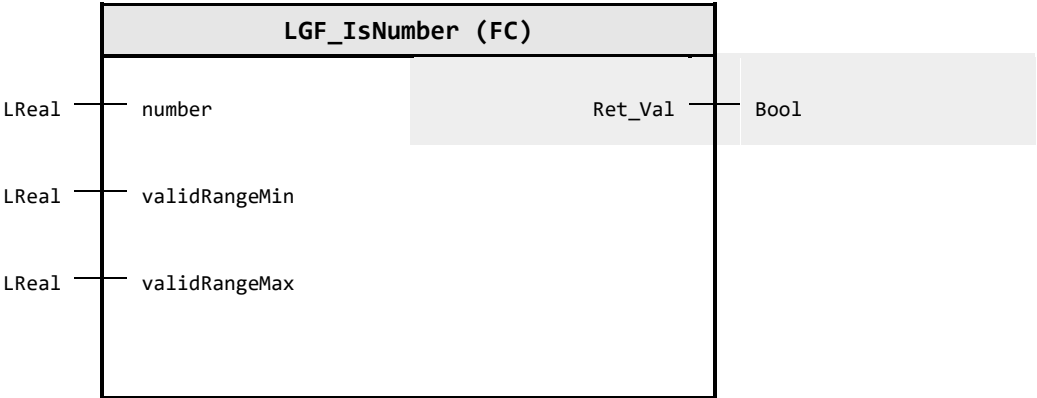 LGF_IsNumber (FC)
LReal number Ret_Val Bool
LReal validRangeMin
LReal validRangeMax